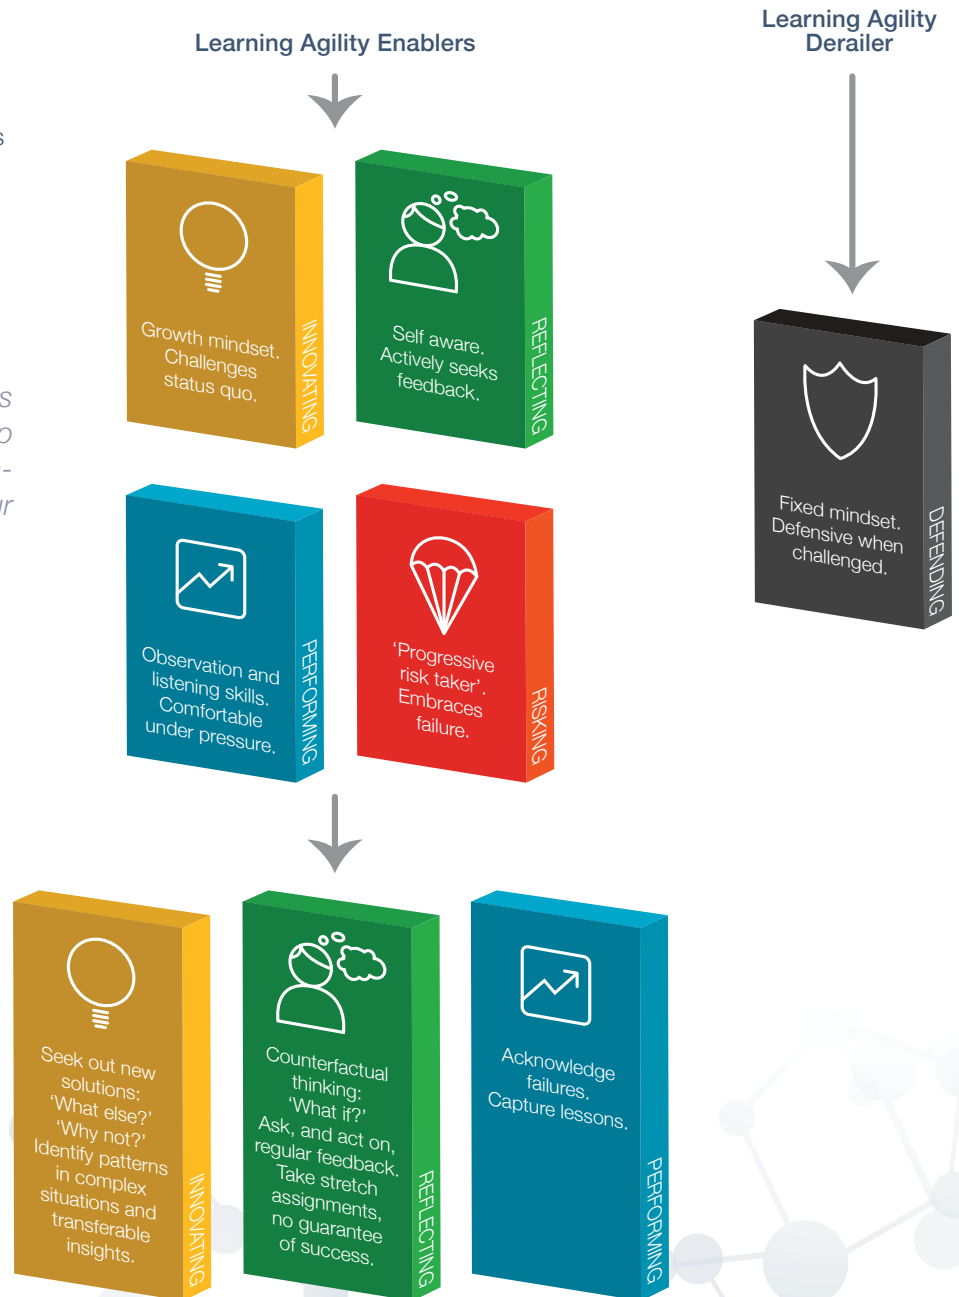 Learning Agility Enablers
Learning Agility
Derailer
s
s
o
-
ur
Growth mindset.
Challenges
status quo.
INNOVATING
Self aware.
Actively seeks
feedback.
REFLECTING
Fixed mindset.
Defensive when
challenged.
DEFENDING
Observation and
listening skills.
Comfortable
under pressure.
PERFORMING
‘Progressive
risk taker’.
Embraces
failure.
RISKING
Seek out new
solutions:
‘What else?’
‘Why not?’
Identify patterns
in complex
situations and
transferable
insights.
INNOVATING
Counterfactual
thinking:
‘What if?’
Ask, and act on,
regular feedback.
Take stretch
assignments,
no guarantee
of success.
REFLECTING
Acknowledge
failures.
Capture lessons.
PERFORMING